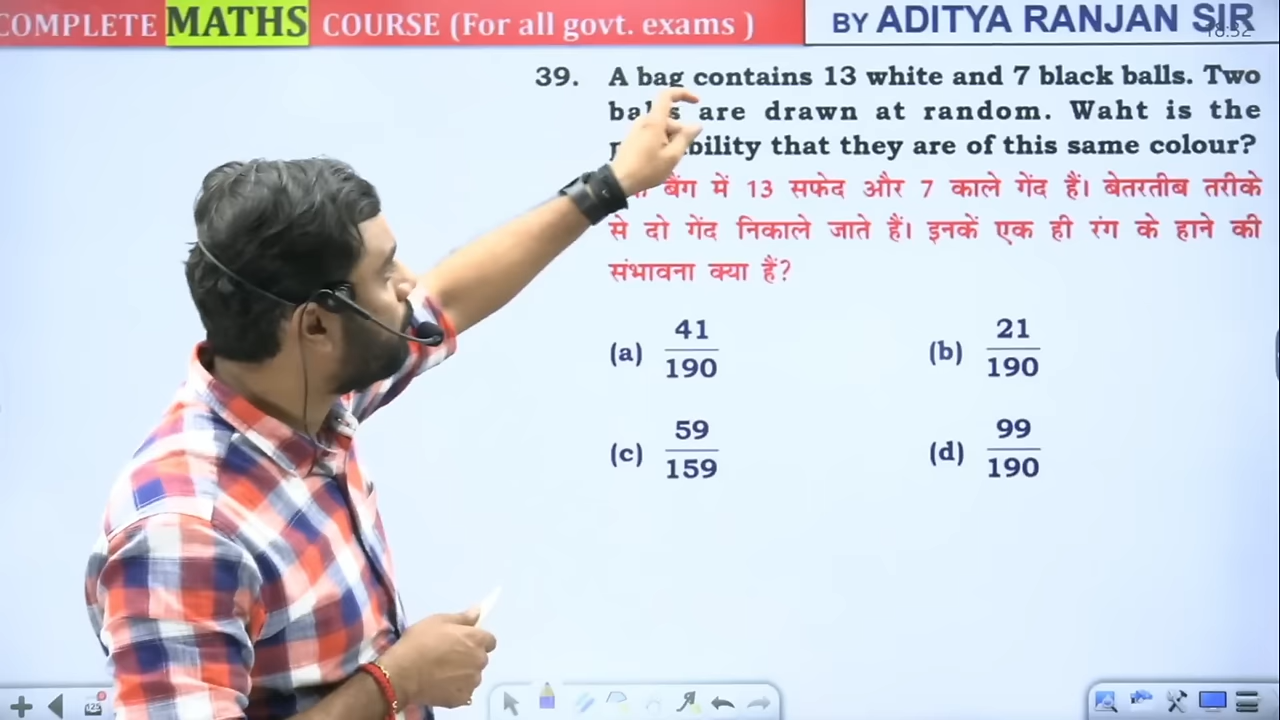 COMPLETE MATHS COURSE (For all govt. exams )
BY ADITYA RANJAN SIR
18:52
39. A bag contains 13 white and 7 black balls. Two
are drawn at random. Waht is the
that they are of this same colour?
बैंग में 13 सफेद और 7 काले गेंद हैं। बेतरतीब तरीके
से दो गेंद निकाले जाते हैं। इनकें एक ही रंग के हाने की
संभावना क्या हैं?
(a) 41/190 (b) 21/190
(c) 59/159 (d) 99/190